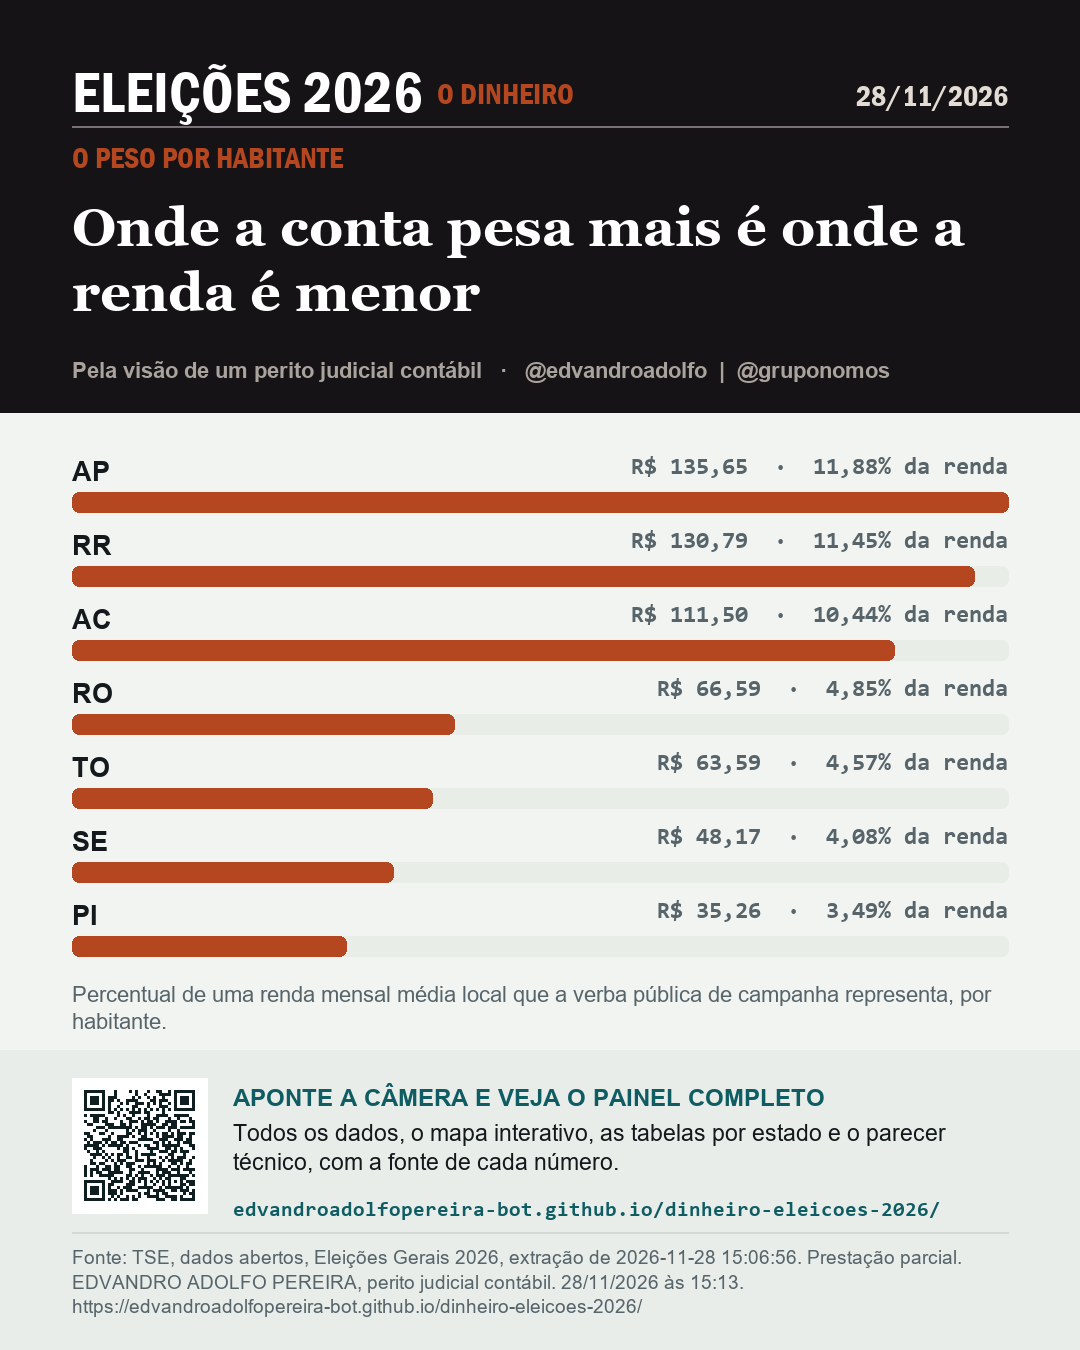 ELEIÇÕES 2026 O DINHEIRO 28/11/2026
O PESO POR HABITANTE
Onde a conta pesa mais é onde a
renda é menor
Pela visão de um perito judicial contábil · @edvandroadolfo | @gruponomos
AP R$ 135,65 · 11,88% da renda
RR R$ 130,79 · 11,45% da renda
AC R$ 111,50 · 10,44% da renda
RO R$ 66,59 · 4,85% da renda
TO R$ 63,59 · 4,57% da renda
SE R$ 48,17 · 4,08% da renda
PI R$ 35,26 · 3,49% da renda
Percentual de uma renda mensal média local que a verba pública de campanha representa, por
habitante.
APONTE A CÂMERA E VEJA O PAINEL COMPLETO
Todos os dados, o mapa interativo, as tabelas por estado e o parecer
técnico, com a fonte de cada número.
edvandroadolfopereira-bot.github.io/dinheiro-eleicoes-2026/
Fonte: TSE, dados abertos, Eleições Gerais 2026, extração de 2026-11-28 15:06:56. Prestação parcial.
EDVANDRO ADOLFO PEREIRA, perito judicial contábil. 28/11/2026 às 15:13.
https://edvandroadolfopereira-bot.github.io/dinheiro-eleicoes-2026/